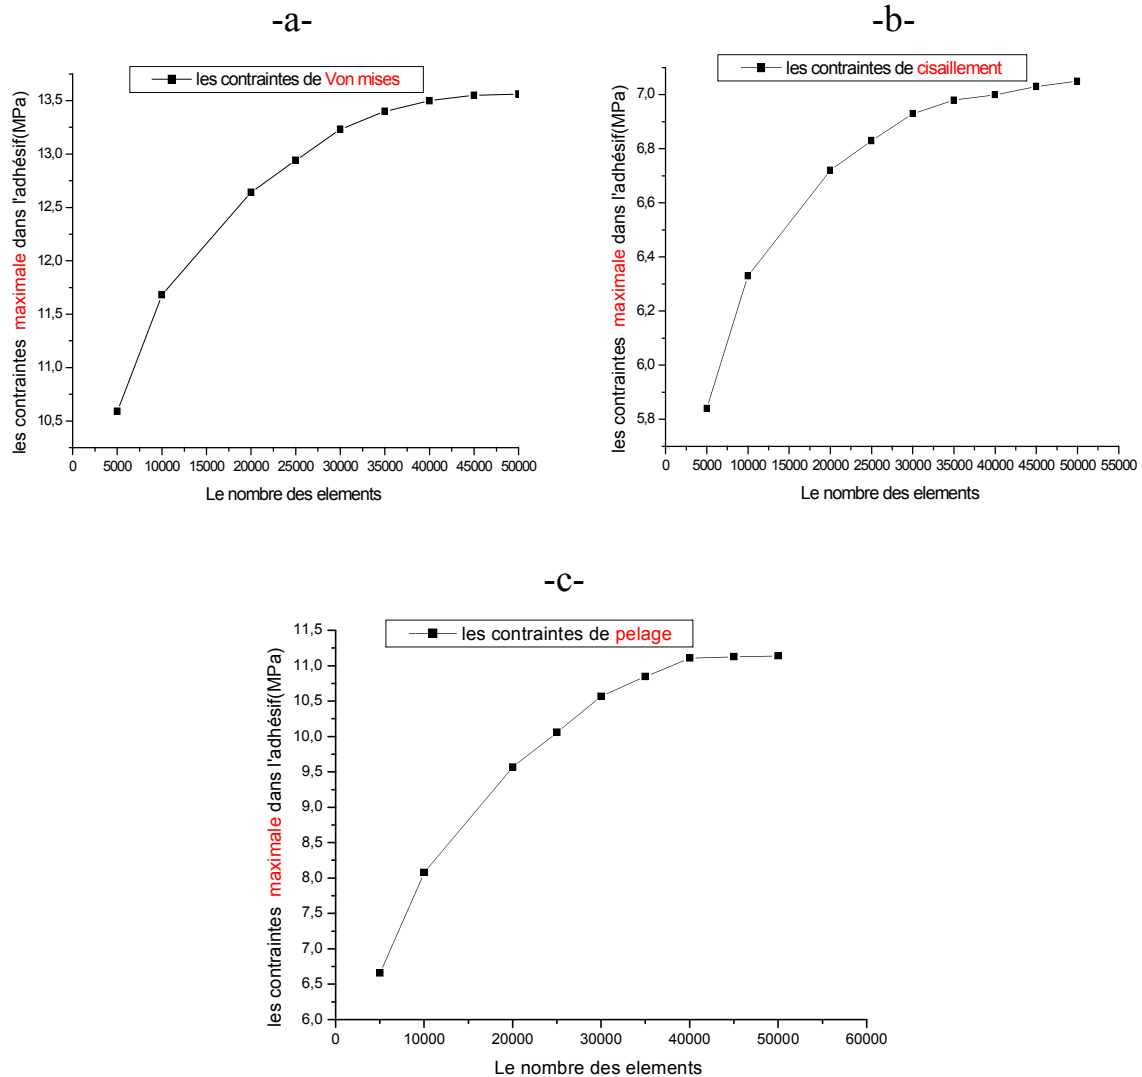 -a-
les contraintes de Von mises
les contraintes maximale dans l'adhésif(MPa)
13,5
13,0
12,5
12,0
11,5
11,0
10,5
0 5000 10000 15000 20000 25000 30000 35000 40000 45000 50000
Le nombre des elements
-b-
les contraintes de cisaillement
les contraintes maximale dans l'adhésif(MPa)
7,0
6,8
6,6
6,4
6,2
6,0
5,8
0 5000 10000 15000 20000 25000 30000 35000 40000 45000 50000 55000
Le nombre des elements
-c-
les contraintes de pelage
les contraintes maximale dans l'adhésif(MPa)
11,5
11,0
10,5
10,0
9,5
9,0
8,5
8,0
7,5
7,0
6,5
6,0
0 10000 20000 30000 40000 50000 60000
Le nombre des elements